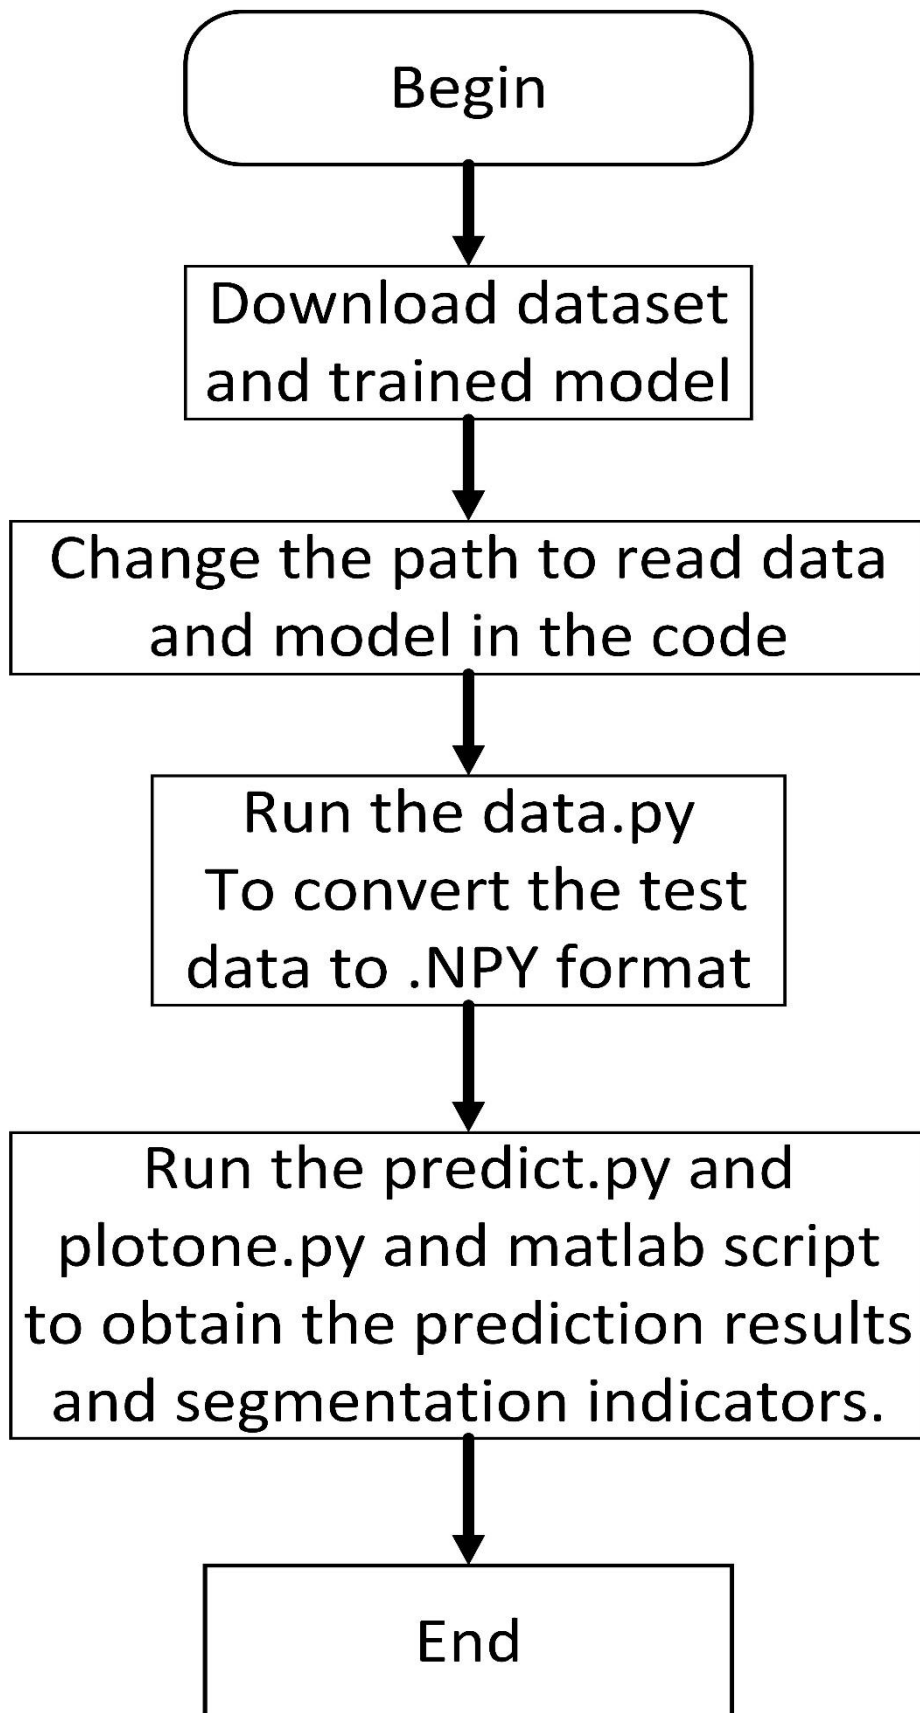 Begin
Download dataset
and trained model
Change the path to read data
and model in the code
Run the data.py
To convert the test
data to .NPY format
Run the predict.py and
plotone.py and matlab script
to obtain the prediction results
and segmentation indicators.
End